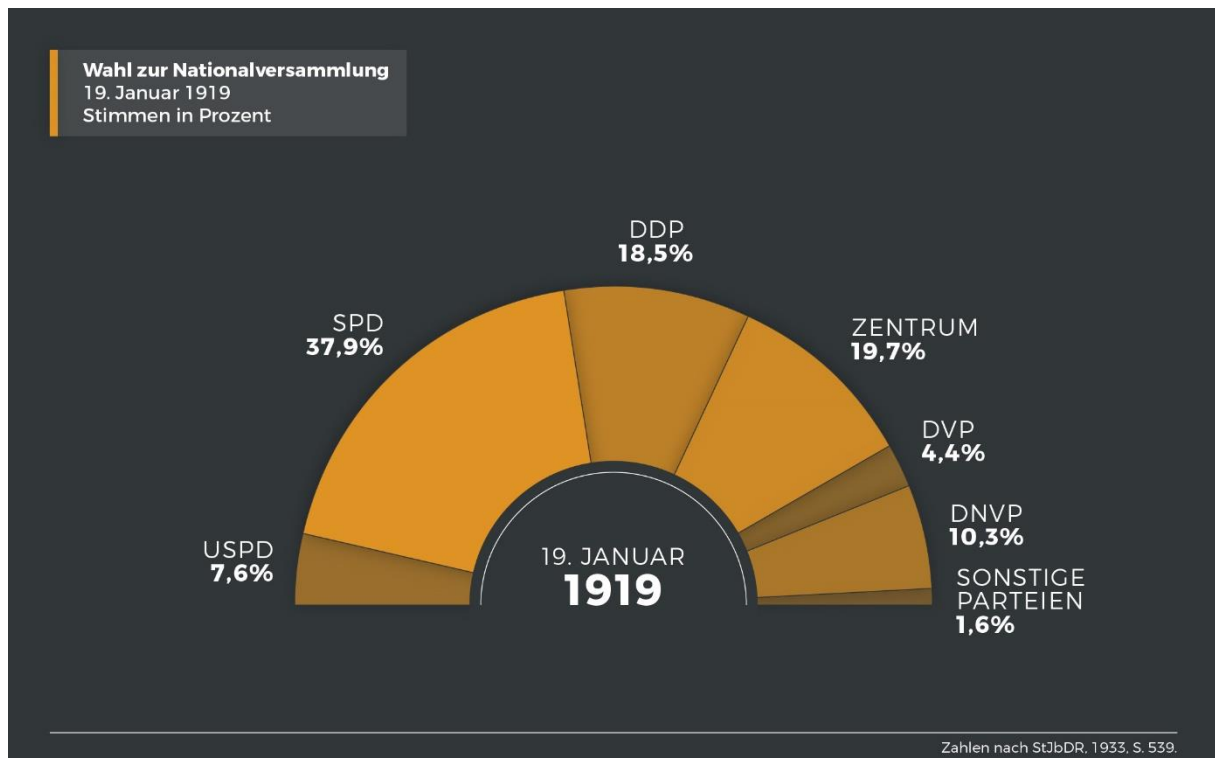 Wahl zur Nationalversammlung
19. Januar 1919
Stimmen in Prozent
DDP
18,5%
SPD
37,9%
ZENTRUM
19,7%
DVP
4,4%
DNVP
10,3%
USPD
7,6%
SONSTIGE
PARTEIEN
1,6%
19. JANUAR
1919
Zahlen nach StJbDR, 1933, S. 539.